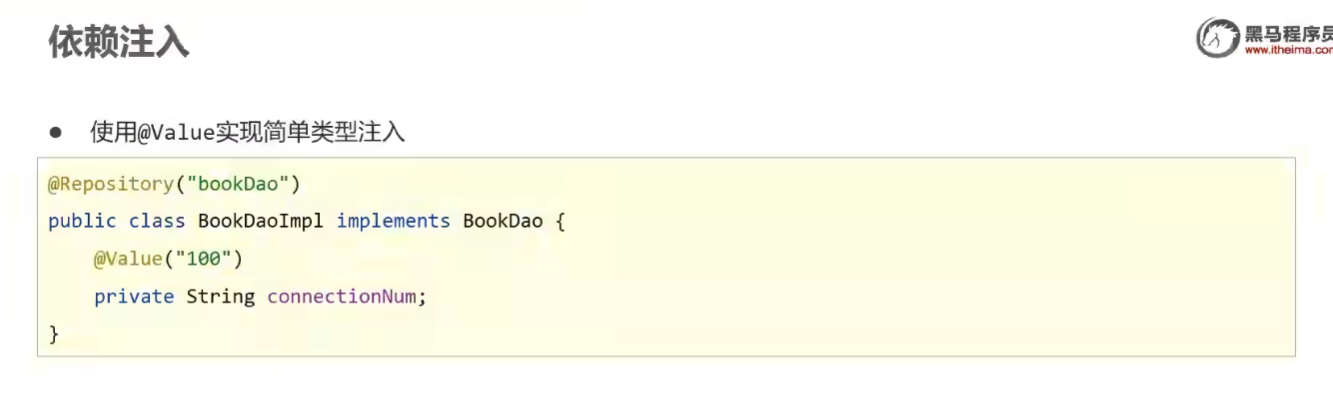 依赖注入
黑马程序员
www.itheima.com
● 使用@Value实现简单类型注入
@Repository("bookDao")
public class BookDaoImpl implements BookDao {
    @Value("100")
    private String connectionNum;
}